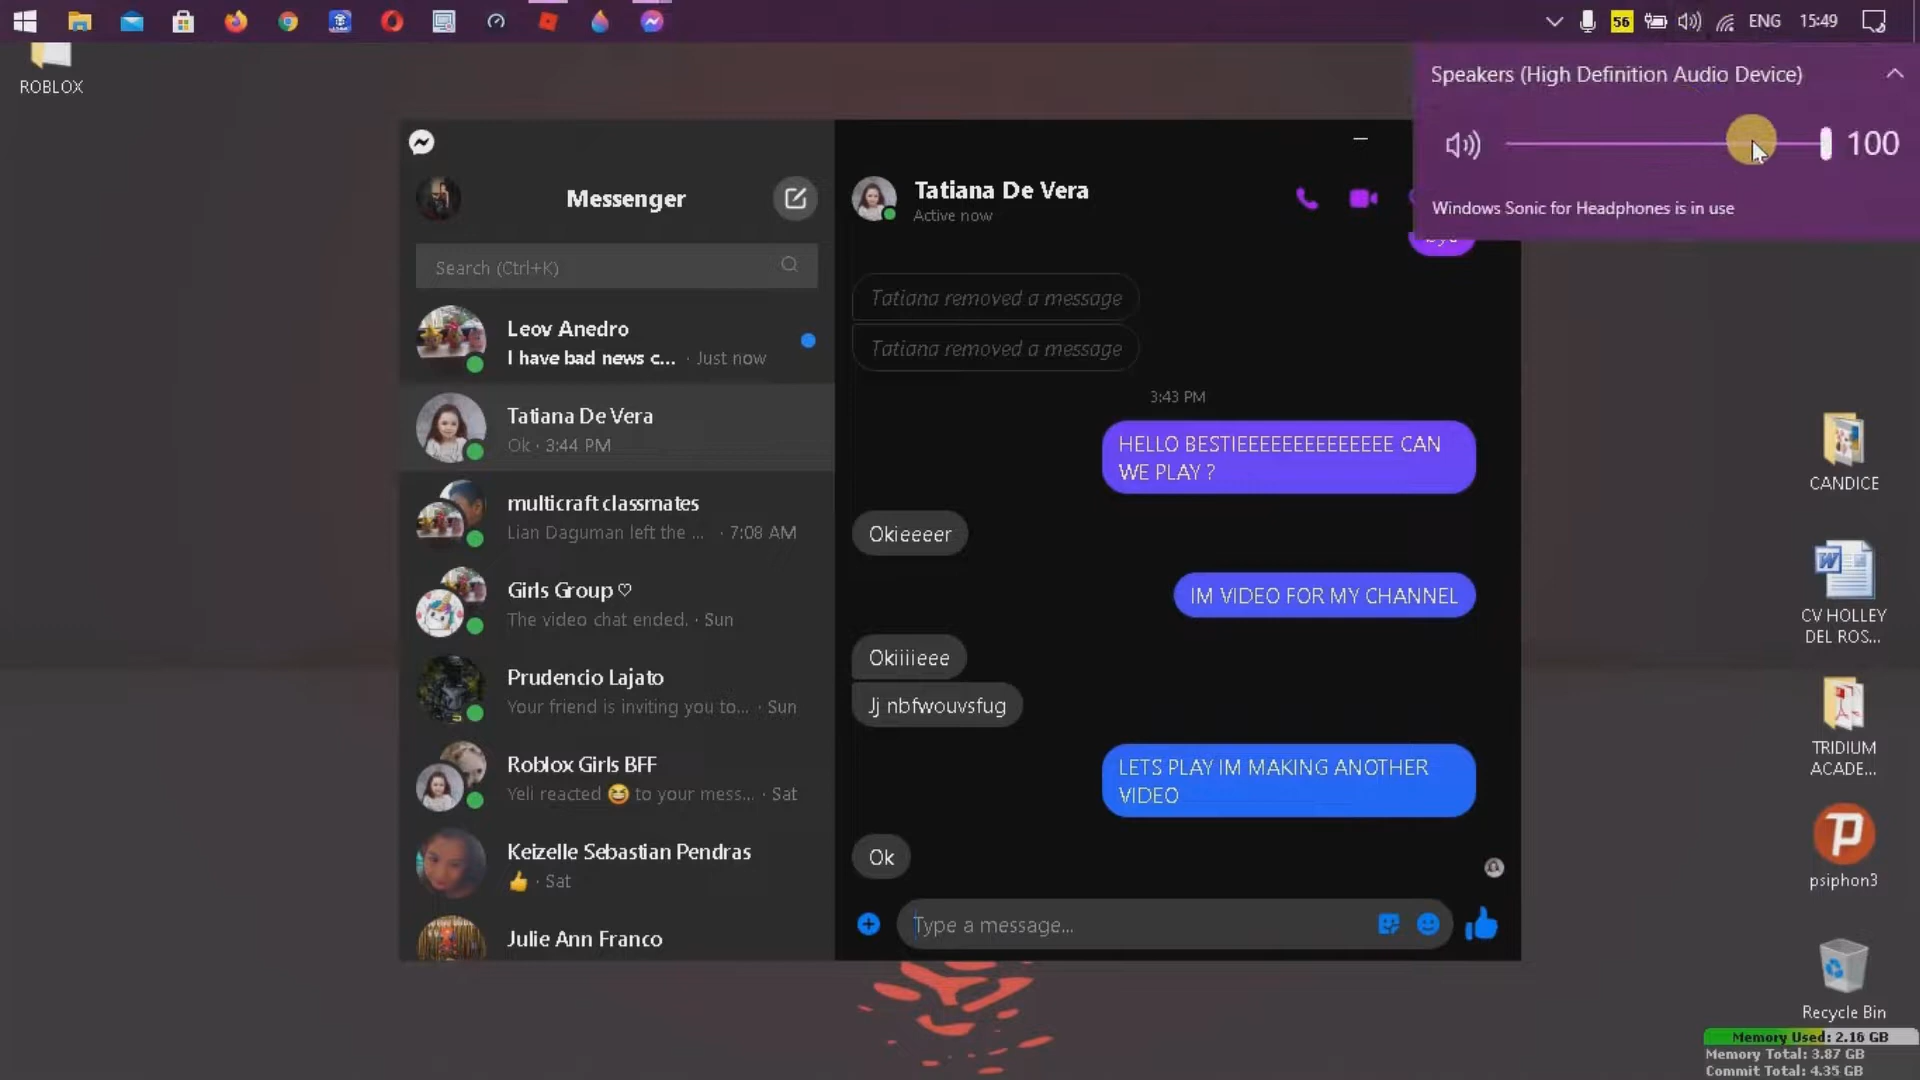 56
ENG
15:49
ROBLOX
Speakers (High Definition Audio Device)
100
Windows Sonic for Headphones is in use
Messenger
Search (Ctrl+K)
Leov Anedro
I have bad news c... · Just now
Tatiana De Vera
Ok · 3:44 PM
multicraft classmates
Lian Daguman left the ... · 7:08 AM
Girls Group ♡
The video chat ended. · Sun
Prudencio Lajato
Your friend is inviting you to... · Sun
Roblox Girls BFF
Yeli reacted 😆 to your mess... · Sat
Keizelle Sebastian Pendras
👍 · Sat
Julie Ann Franco
Tatiana De Vera
Active now
Tatiana removed a message
Tatiana removed a message
3:43 PM
HELLO BESTIEEEEEEEEEEEEEE CAN
WE PLAY ?
Okieeeer
IM VIDEO FOR MY CHANNEL
Okiiiieee
Jj nbfwouvsfug
LETS PLAY IM MAKING ANOTHER
VIDEO
Ok
Type a message...
CANDICE
CV HOLLEY
DEL ROS...
TRIDIUM
ACADE...
psiphon3
Recycle Bin
Memory Used: 2.16 GB
Memory Total: 3.87 GB
Commit Total: 4.35 GB